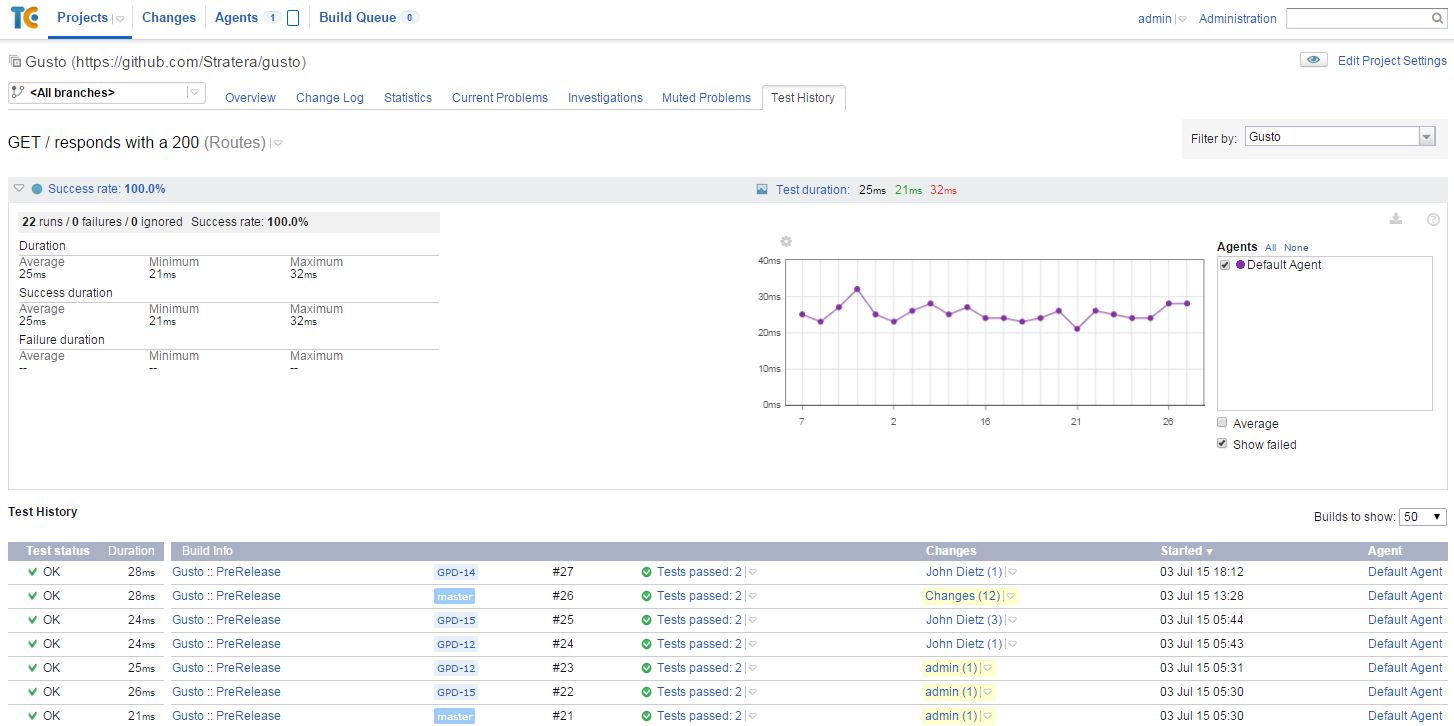 TC Projects Changes Agents 1 Build Queue 0 admin Administration
Gusto (https://github.com/Stratera/gusto) Edit Project Settings
<All branches> Overview Change Log Statistics Current Problems Investigations Muted Problems Test History
GET / responds with a 200 (Routes) Filter by: Gusto
Success rate: 100.0% Test duration: 25ms 21ms 32ms
22 runs / 0 failures / 0 ignored Success rate: 100.0%
Duration
Average Minimum Maximum
25ms 21ms 32ms
Success duration
Average Minimum Maximum
25ms 21ms 32ms
Failure duration
Average Minimum Maximum
-- -- --
40ms
30ms
20ms
10ms
0ms
7 2 16 21 26
Agents All None
Default Agent
Average
Show failed
Test History
Builds to show: 50
Test status Duration Build Info Changes Started ▼ Agent
OK 28ms Gusto :: PreRelease GPD-14 #27 Tests passed: 2 John Dietz (1) 03 Jul 15 18:12 Default Agent
OK 28ms Gusto :: PreRelease master #26 Tests passed: 2 Changes (12) 03 Jul 15 13:28 Default Agent
OK 24ms Gusto :: PreRelease GPD-15 #25 Tests passed: 2 John Dietz (3) 03 Jul 15 05:44 Default Agent
OK 24ms Gusto :: PreRelease GPD-12 #24 Tests passed: 2 John Dietz (1) 03 Jul 15 05:43 Default Agent
OK 25ms Gusto :: PreRelease GPD-12 #23 Tests passed: 2 admin (1) 03 Jul 15 05:31 Default Agent
OK 26ms Gusto :: PreRelease GPD-15 #22 Tests passed: 2 admin (1) 03 Jul 15 05:30 Default Agent
OK 21ms Gusto :: PreRelease master #21 Tests passed: 2 admin (1) 03 Jul 15 05:30 Default Agent